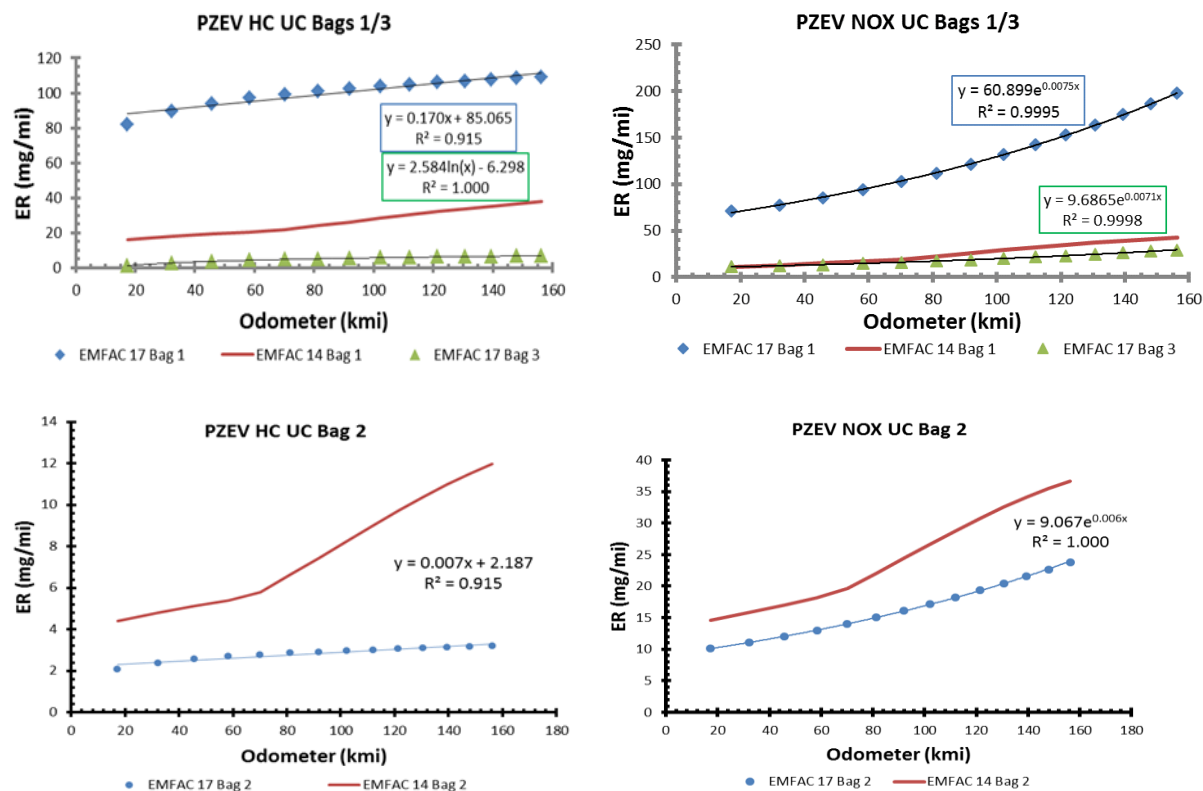 PZEV HC UC Bags 1/3
ER (mg/mi)
120
100
80
60
40
20
0
y = 0.170x + 85.065
R² = 0.915
y = 2.584ln(x) - 6.298
R² = 1.000
0 20 40 60 80 100 120 140 160
Odometer (kmi)
EMFAC 17 Bag 1 EMFAC 14 Bag 1 EMFAC 17 Bag 3
PZEV NOX UC Bags 1/3
ER (mg/mi)
250
200
150
100
50
0
y = 60.899e^0.0075x
R² = 0.9995
y = 9.6865e^0.0071x
R² = 0.9998
0 20 40 60 80 100 120 140 160
Odometer (kmi)
EMFAC 17 Bag 1 EMFAC 14 Bag 1 EMFAC 17 Bag 3
PZEV HC UC Bag 2
ER (mg/mi)
14
12
10
8
6
4
2
0
y = 0.007x + 2.187
R² = 0.915
0 20 40 60 80 100 120 140 160 180
Odometer (kmi)
EMFAC 17 Bag 2 EMFAC 14 Bag 2
PZEV NOX UC Bag 2
ER (mg/mi)
40
35
30
25
20
15
10
5
0
y = 9.067e^0.006x
R² = 1.000
0 20 40 60 80 100 120 140 160 180
Odometer (kmi)
EMFAC 17 Bag 2 EMFAC 14 Bag 2